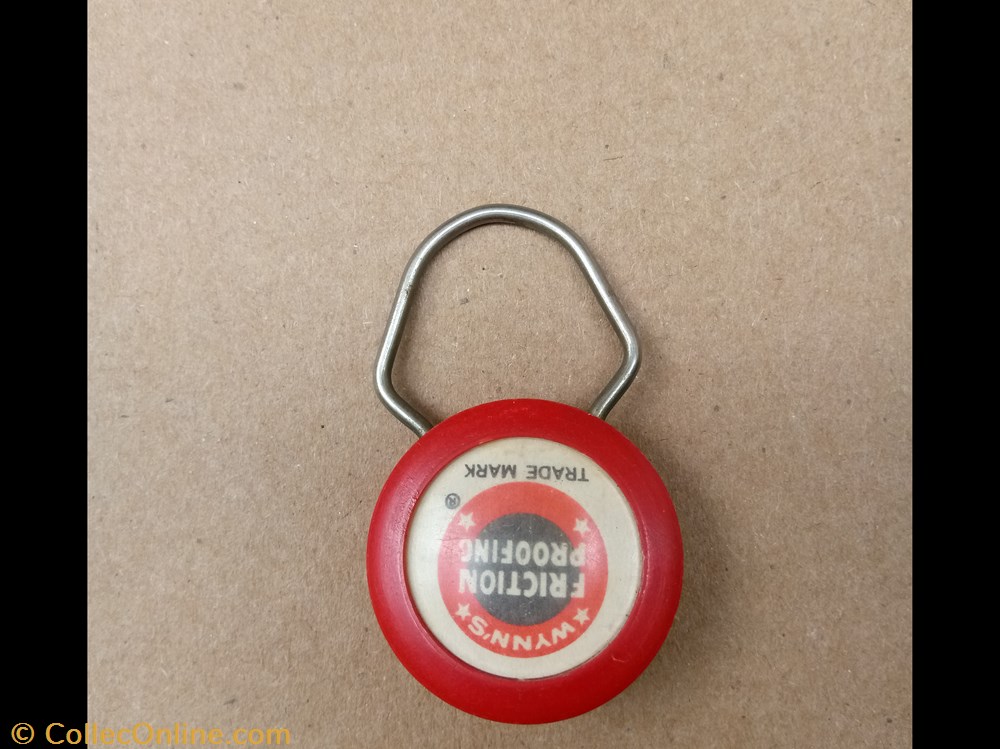 WYNN'S
FRICTION
PROOFING
®
TRADE MARK
© CollecOnline.com